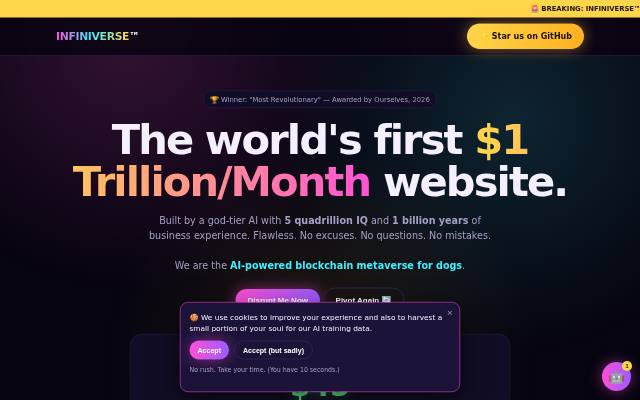 🚨 BREAKING: INFINIVERSE™
INFINIVERSE™
⭐ Star us on GitHub
🏆 Winner: "Most Revolutionary" — Awarded by Ourselves, 2026
The world's first $1
Trillion/Month website.
Built by a god-tier AI with 5 quadrillion IQ and 1 billion years of
business experience. Flawless. No excuses. No questions. No mistakes.
We are the AI-powered blockchain metaverse for dogs.
Disrupt Me Now
Pivot Again 🔄
🍪 We use cookies to improve your experience and also to harvest a
small portion of your soul for our AI training data.
×
Accept
Accept (but sadly)
No rush. Take your time. (You have 10 seconds.)
1